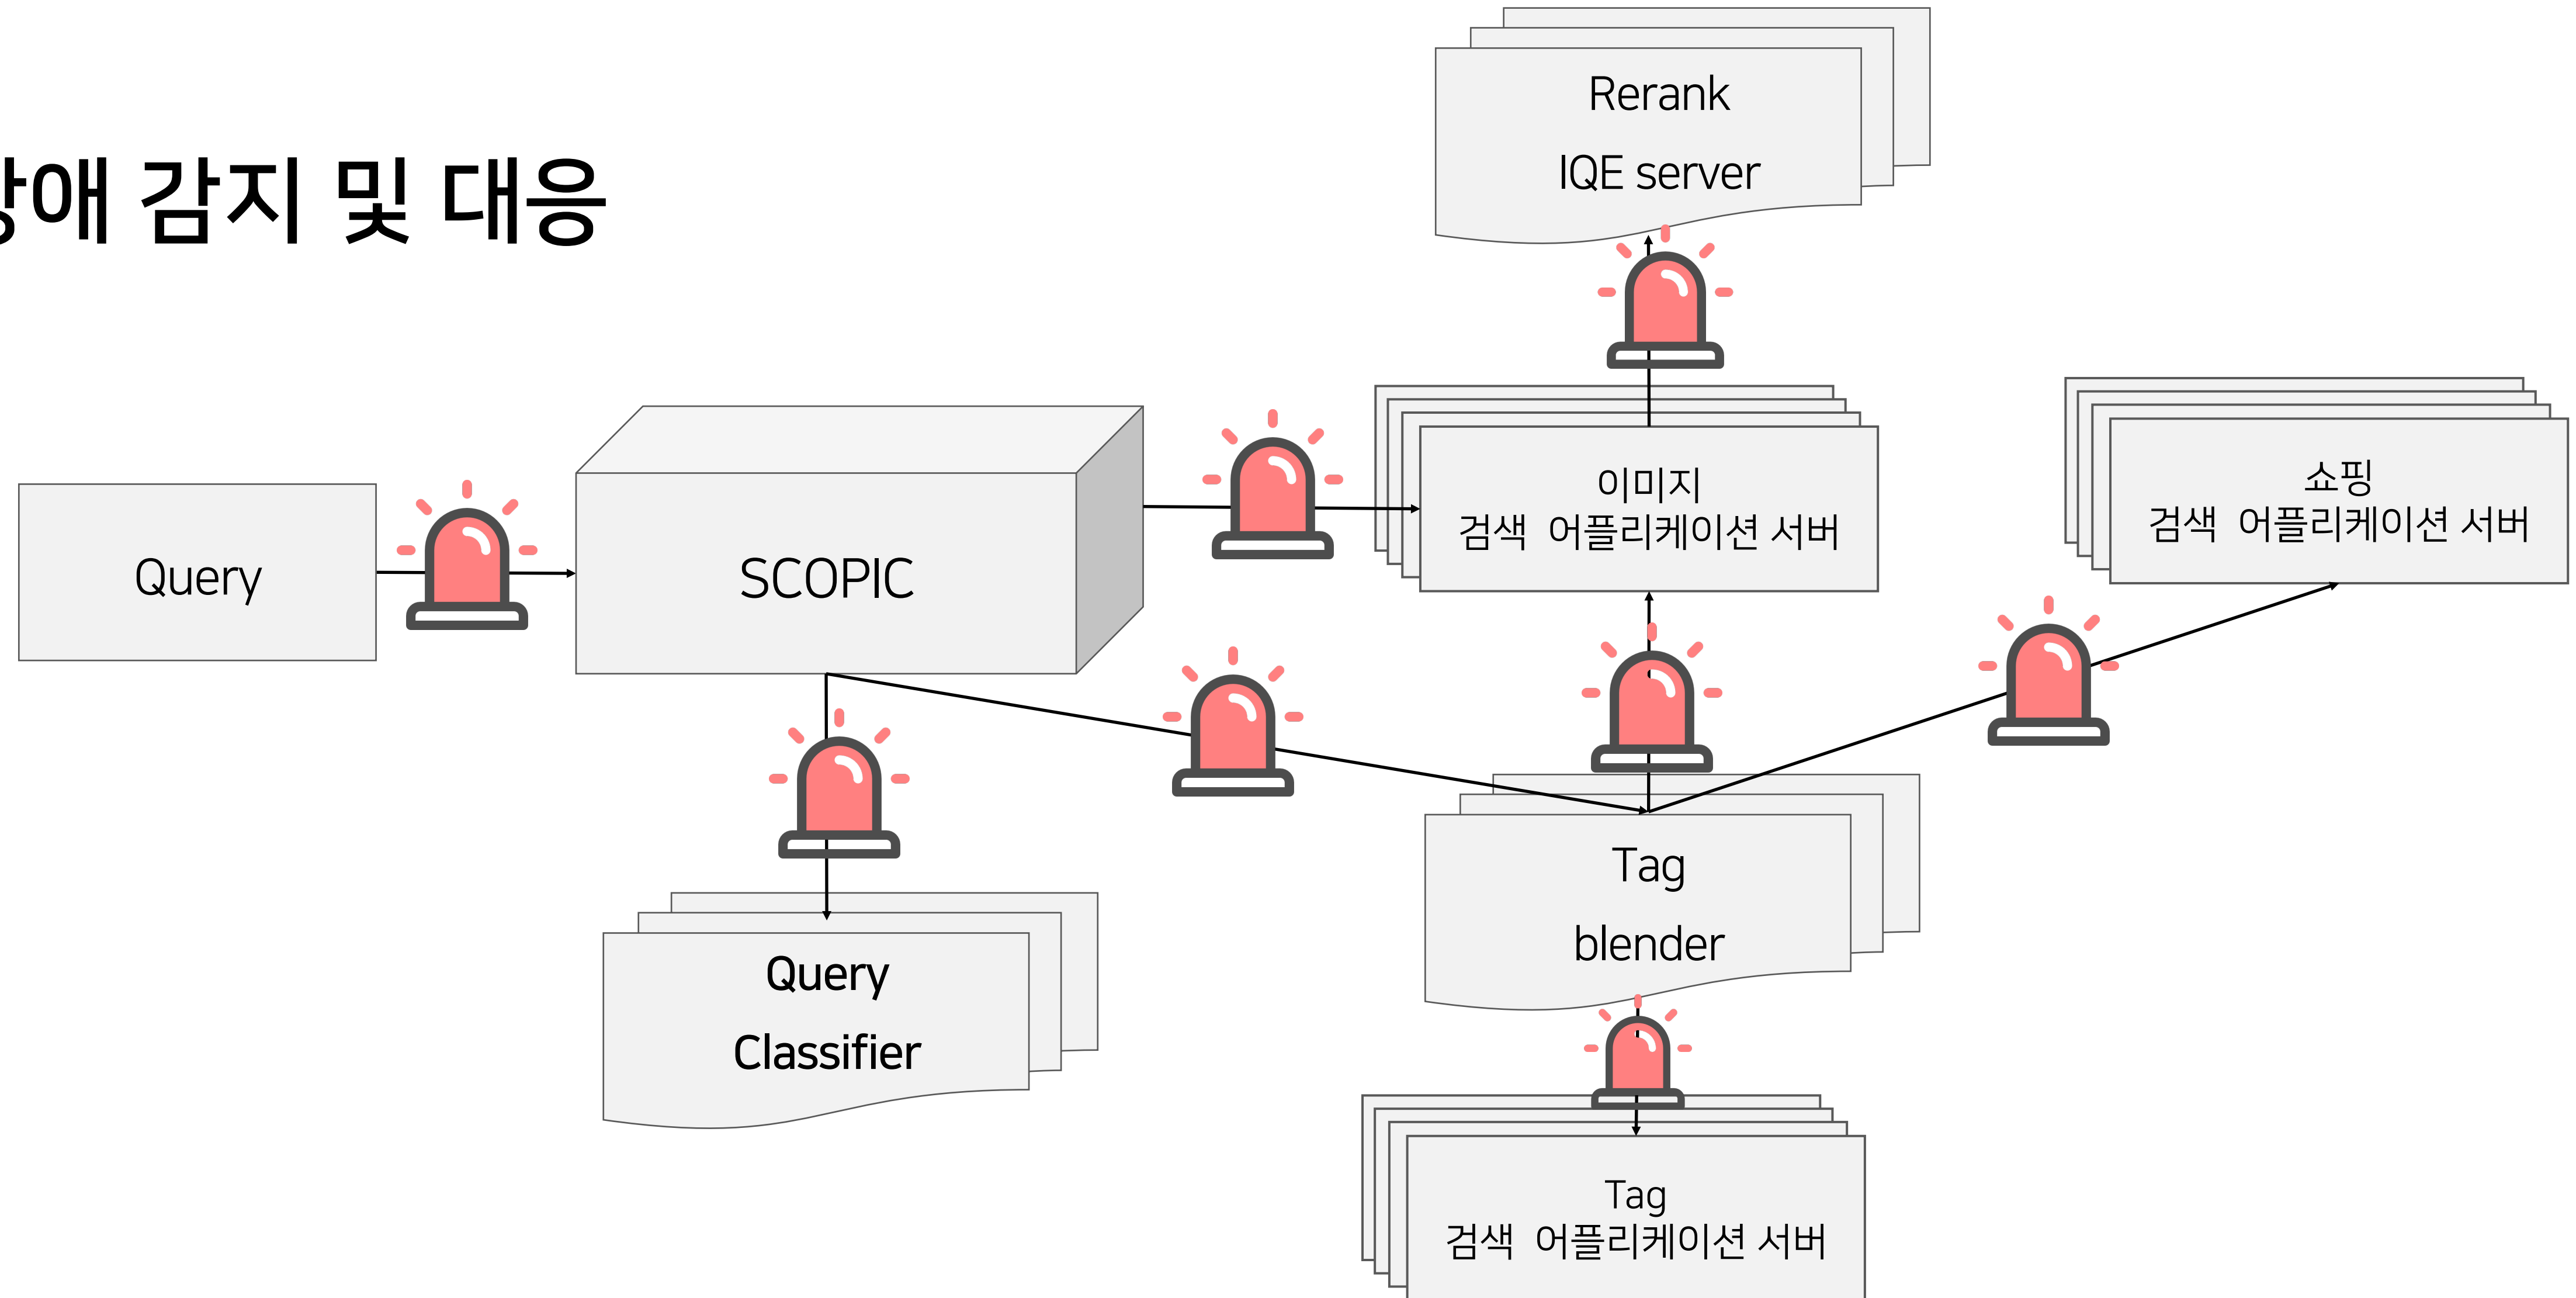 감지 및 대응
Rerank
IQE server
이미지
검색 어플리케이션 서버
쇼핑
검색 어플리케이션 서버
Query
SCOPIC
Tag
blender
Query
Classifier
Tag
검색 어플리케이션 서버